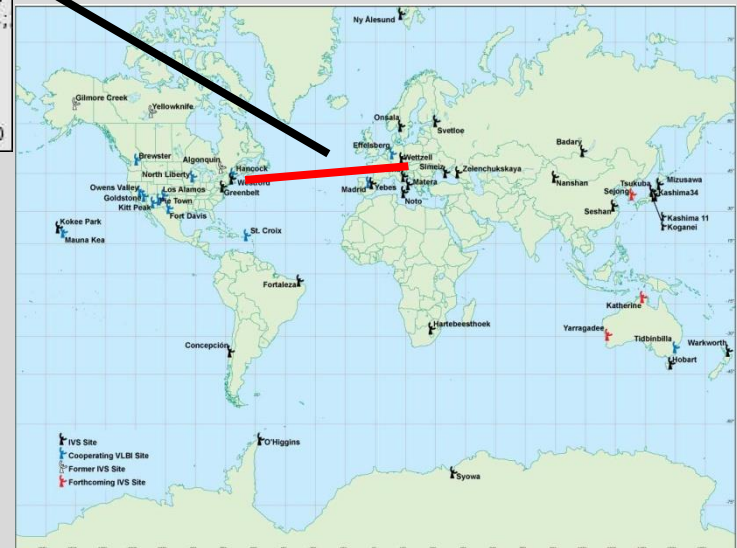 Ny Ålesund
Gilmore Creek
Yellowknife
Onsala
Svetloe
Badary
Effelsberg
Brewster
Algonquin
Hancock
Wettzell
Simeiz
Zelenchukskaya
North Liberty
Westford
Nanshan
Tsukuba
Mizusawa
Owens Valley
Los Alamos
Greenbelt
Madrid
Yebes
Matera
Sejong
Kashima34
Goldstone
Pie Town
Noto
Kitt Peak
Fort Davis
Seshan
Kashima 11
Kokee Park
Koganei
Mauna Kea
St. Croix
Fortaleza
Katherine
Hartebeesthoek
Yarragadee
Tidbinbilla
Warkworth
Concepción
Hobart
IVS Site
O'Higgins
Cooperating VLBI Site
Former IVS Site
Syowa
Forthcoming IVS Site